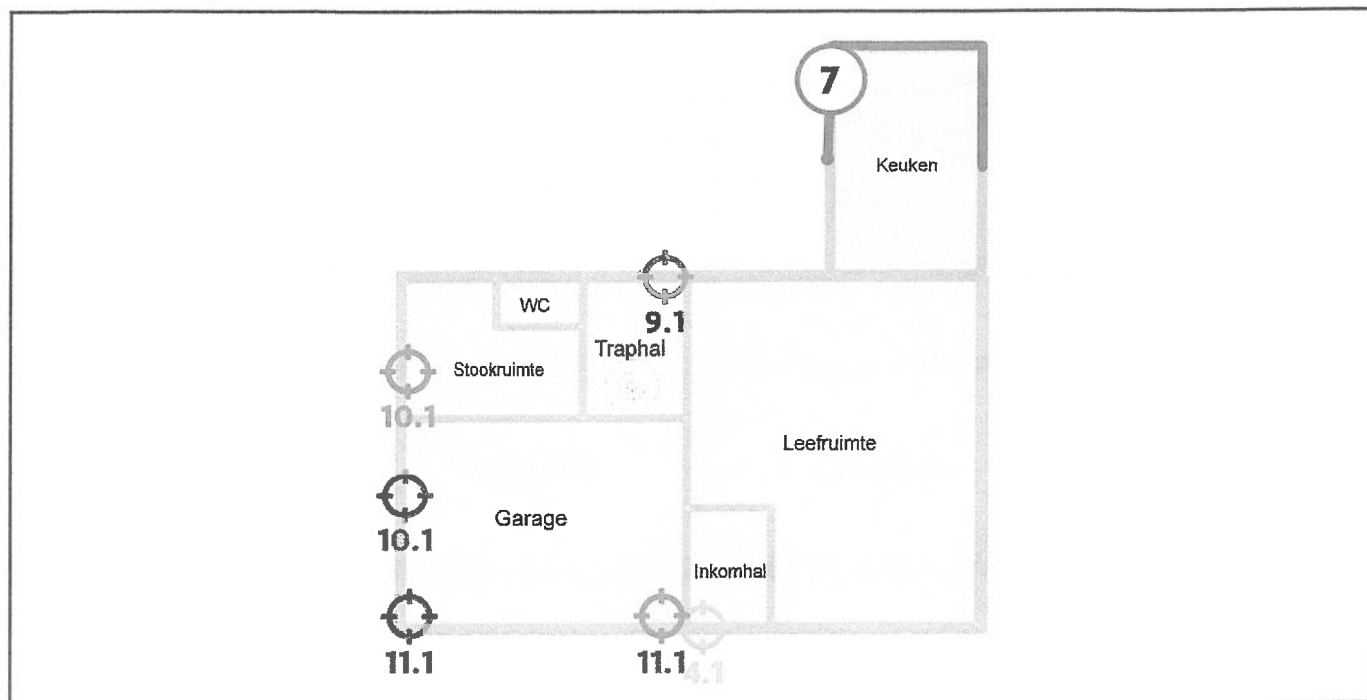 7
Keuken
WC
9.1
Traphal
Stookruimte
10.1
Leefruimte
Garage
10.1
Inkomhal
11.1
11.1
4.1